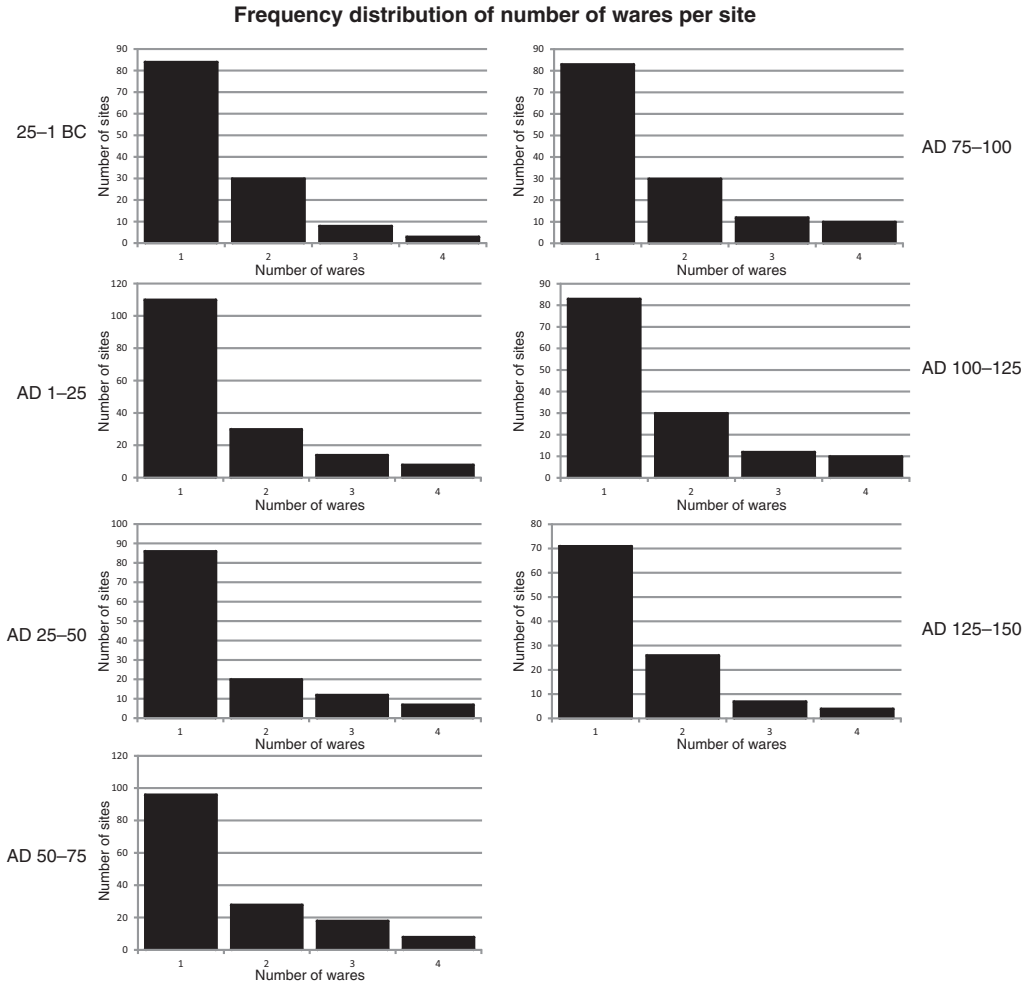 Frequency distribution of number of wares per site
25–1 BC
Number of sites
90
80
70
60
50
40
30
20
10
0
1 2 3 4
Number of wares
AD 75–100
Number of sites
90
80
70
60
50
40
30
20
10
0
1 2 3 4
Number of wares
AD 1–25
Number of sites
120
100
80
60
40
20
0
1 2 3 4
Number of wares
AD 100–125
Number of sites
90
80
70
60
50
40
30
20
10
0
1 2 3 4
Number of wares
AD 25–50
Number of sites
100
90
80
70
60
50
40
30
20
10
0
1 2 3 4
Number of wares
AD 125–150
Number of sites
80
70
60
50
40
30
20
10
0
1 2 3 4
Number of wares
AD 50–75
Number of sites
120
100
80
60
40
20
0
1 2 3 4
Number of wares